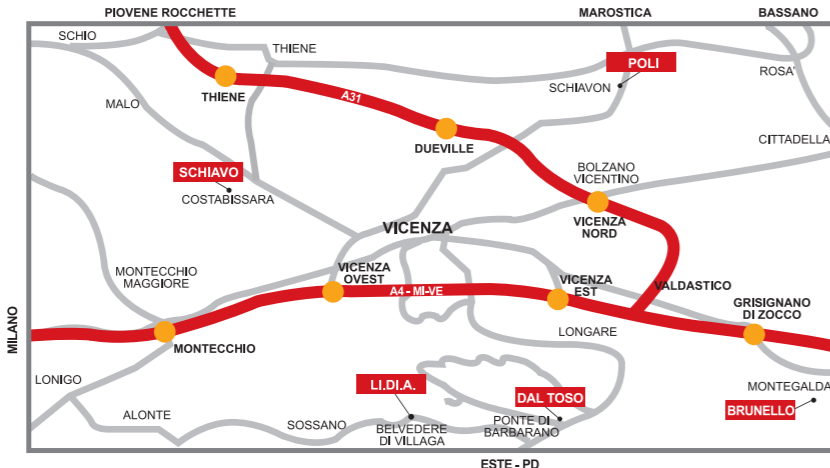 PIOVENE ROCCHETTE
MAROSTICA
BASSANO
SCHIO
THIENE
POLI
ROSA'
THIENE
A31
SCHIAVON
MALO
DUEVILLE
CITTADELLA
BOLZANO
VICENTINO
SCHIAVO
COSTABISSARA
VICENZA
VICENZA
NORD
MONTECCHIO
MAGGIORE
VICENZA
OVEST
A4 - MI-VE
VICENZA
EST
VALDASTICO
GRISIGNANO
DI ZOCCO
MILANO
MONTECCHIO
LONGARE
LONIGO
LI.DI.A.
DAL TOSO
MONTEGALDA
BRUNELLO
ALONTE
SOSSANO
BELVEDERE
DI VILLAGA
PONTE DI
BARBARANO
ESTE - PD